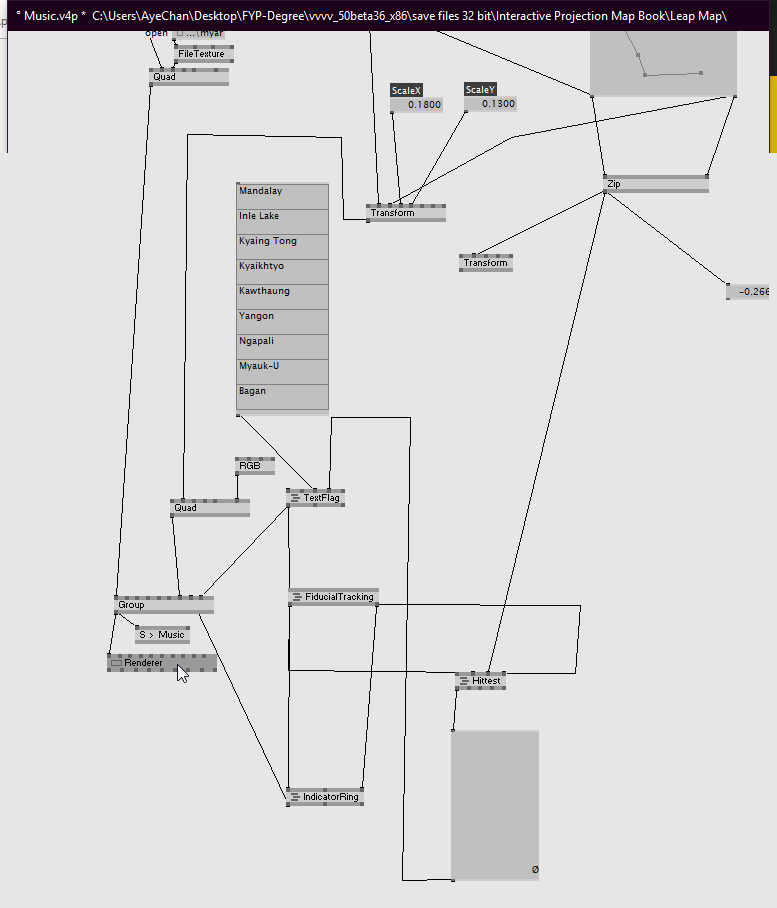 ° Music.v4p * C:\Users\AyeChan\Desktop\FYP-Degree\vvvv_50beta36_x86\save files 32 bit\Interactive Projection Map Book\Leap Map\
open
...\myar
FileTexture
Quad
ScaleX
ScaleY
0.1800
0.1300
Zip
Mandalay
Transform
Inle Lake
Kyaing Tong
Transform
Kyaikhtyo
Kawthaung
-0.266
Yangon
Ngapali
Myauk-U
Bagan
RGB
TextFlag
Quad
FiducialTracking
Group
S > Music
Renderer
Hittest
IndicatorRing
Ø